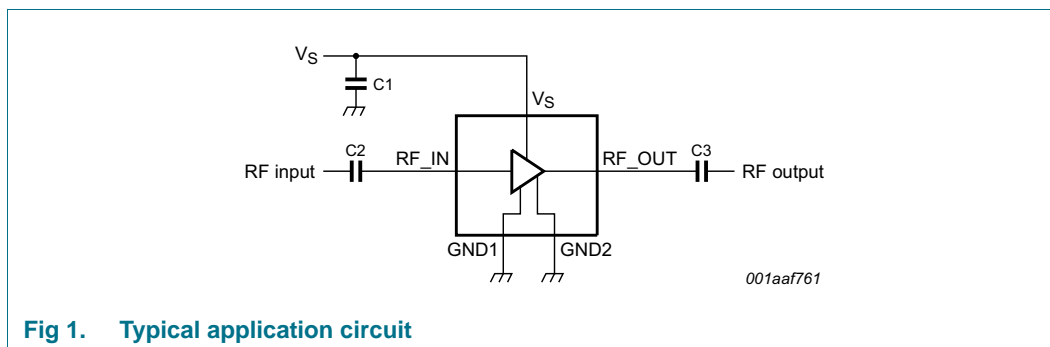 VS
C1
VS
C2
RF_IN
RF_OUT
C3
RF input
RF output
GND1
GND2
001aaf761
Fig 1. Typical application circuit